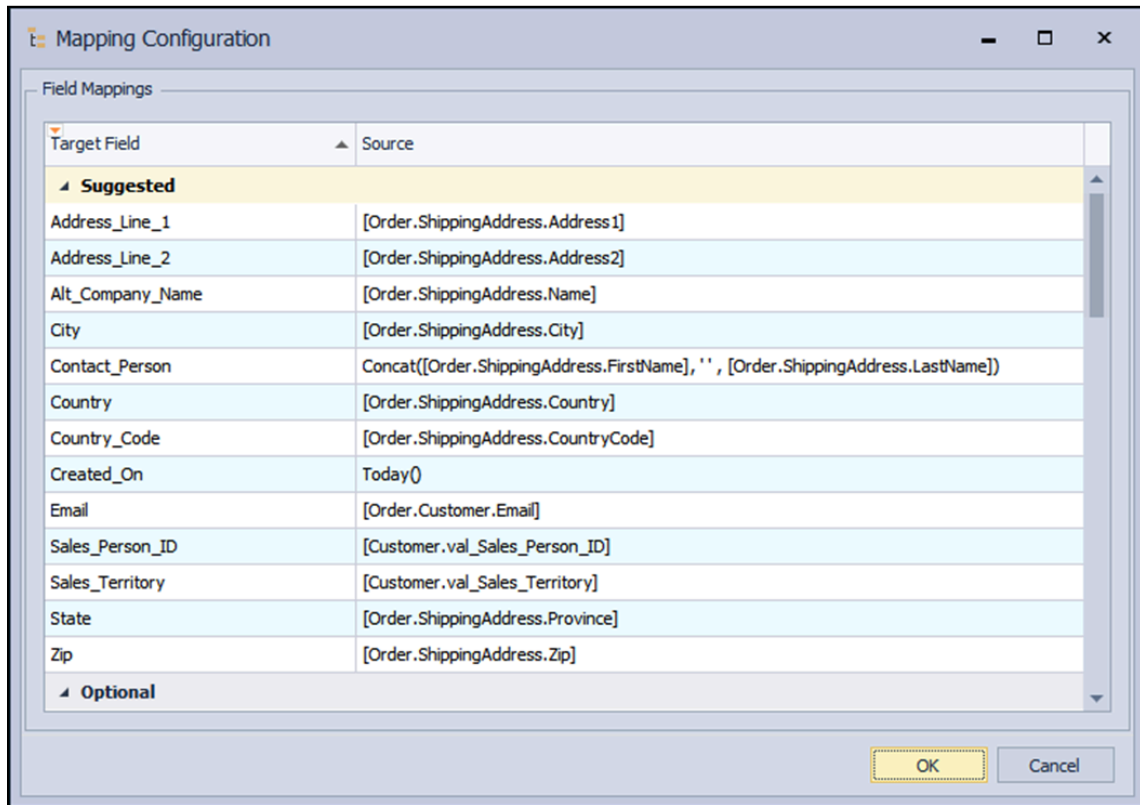 Mapping Configuration
Field Mappings
Target Field Source
Suggested
Address_Line_1 [Order.ShippingAddress.Address1]
Address_Line_2 [Order.ShippingAddress.Address2]
Alt_Company_Name [Order.ShippingAddress.Name]
City [Order.ShippingAddress.City]
Contact_Person Concat([Order.ShippingAddress.FirstName],' ' , [Order.ShippingAddress.LastName])
Country [Order.ShippingAddress.Country]
Country_Code [Order.ShippingAddress.CountryCode]
Created_On Today()
Email [Order.Customer.Email]
Sales_Person_ID [Customer.val_Sales_Person_ID]
Sales_Territory [Customer.val_Sales_Territory]
State [Order.ShippingAddress.Province]
Zip [Order.ShippingAddress.Zip]
Optional
OK Cancel